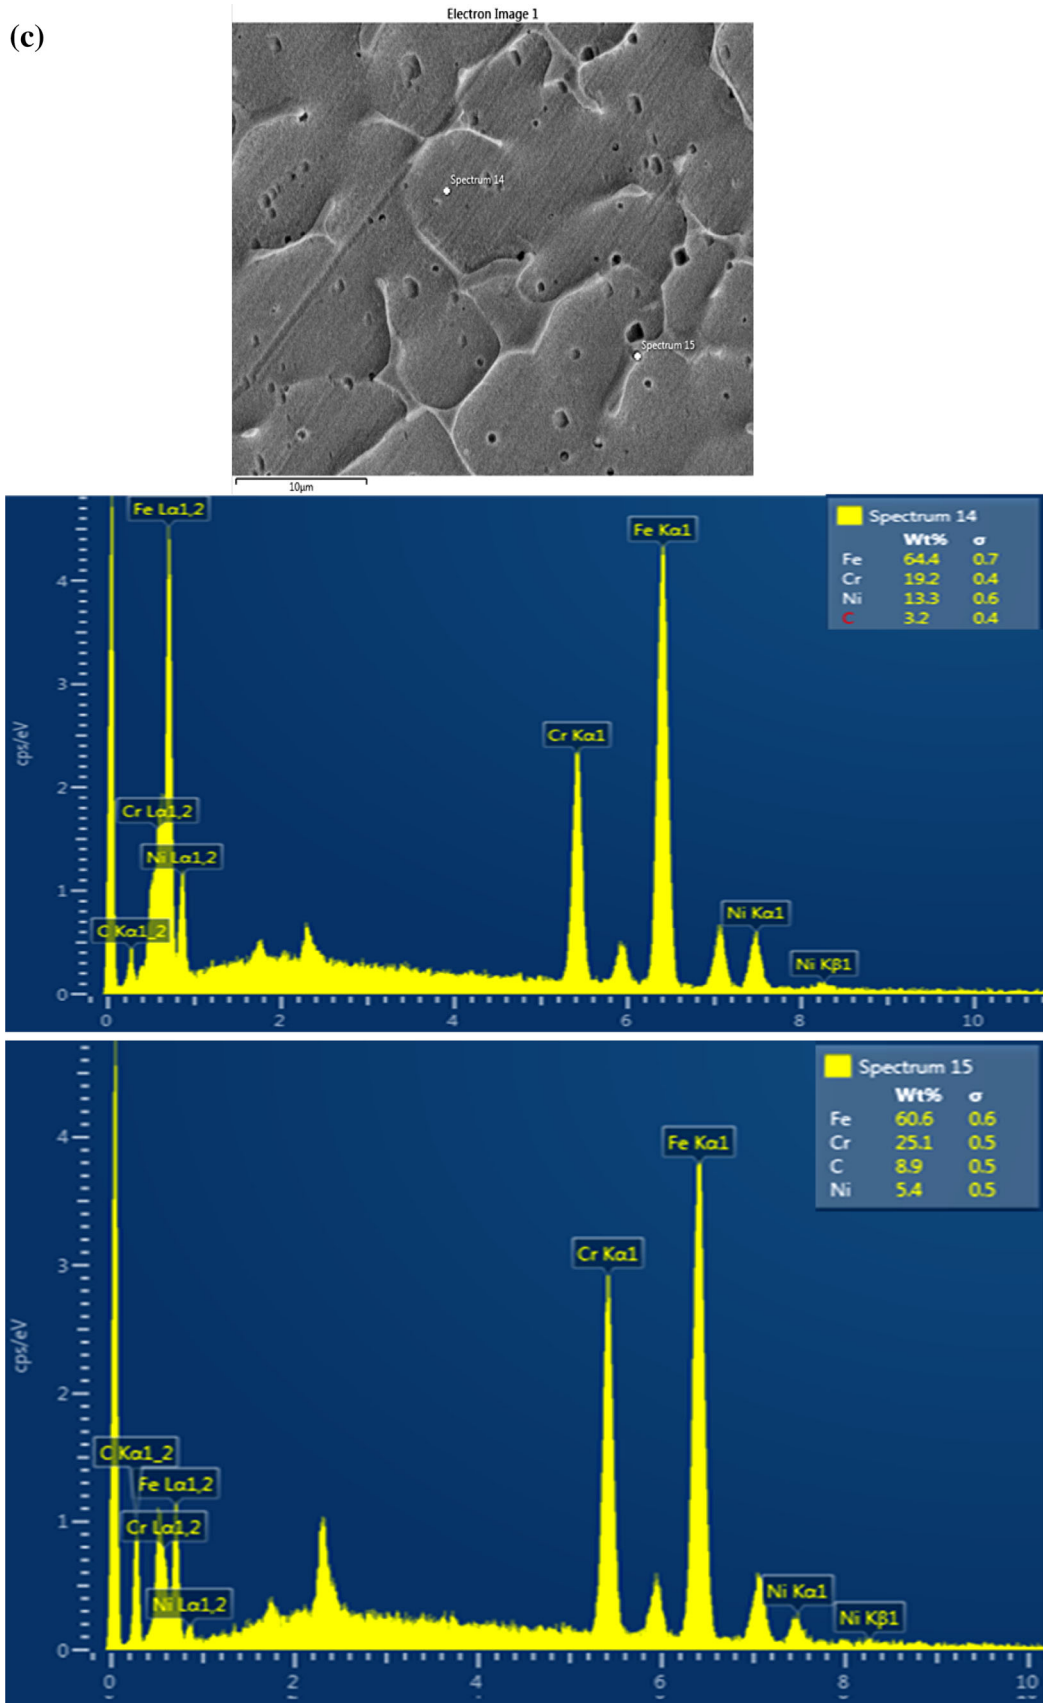 Electron Image 1
(c)
Spectrum 14
Spectrum 15
10µm
Fe Lα1,2
Fe Kα1
Spectrum 14
Wt% σ
Fe 64.4 0.7
Cr 19.2 0.4
Ni 13.3 0.6
C 3.2 0.4
4
3
Cr Kα1
cps/eV
2
Cr Lα1,2
Ni Lα1,2
1
C Kα1_2
Ni Kα1
Ni Kβ1
0
0 2 4 6 8 10
Spectrum 15
Wt% σ
Fe 60.6 0.6
Cr 25.1 0.5
C 8.9 0.5
Ni 5.4 0.5
4
Fe Kα1
3
Cr Kα1
cps/eV
2
C Kα1_2
Fe Lα1,2
1
Cr Lα1,2
Ni Lα1,2
Ni Kα1
Ni Kβ1
0
0 2 4 6 8 10